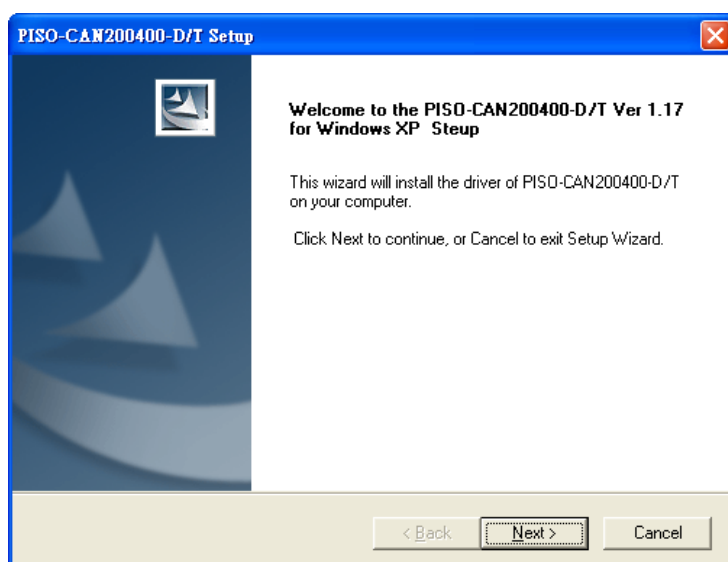 PISO-CAN200400-D/T Setup
Welcome to the PISO-CAN200400-D/T Ver 1.17
for Windows XP  Steup
This wizard will install the driver of PISO-CAN200400-D/T
on your computer.
Click Next to continue, or Cancel to exit Setup Wizard.
< Back
Next >
Cancel